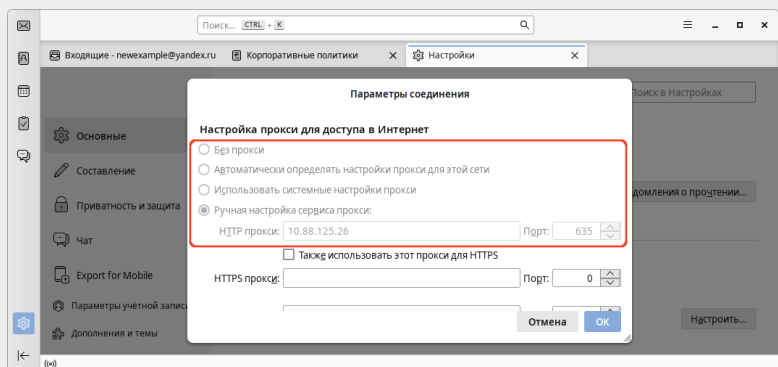 Поиск... CTRL + K
Входящие - newexample@yandex.ru
Корпоративные политики
Настройки
Поиск в Настройках
Параметры соединения
Настройка прокси для доступа в Интернет
Без прокси
Автоматически определять настройки прокси для этой сети
Использовать системные настройки прокси
Ручная настройка сервиса прокси:
HTTP прокси: 10.88.125.26 Порт: 635
Также использовать этот прокси для HTTPS
HTTPS прокси: Порт: 0
Отмена OK
Основные
Составление
Приватность и защита
Чат
Export for Mobile
Параметры учётной
Дополнения и темы
о прочтении...
Настроить...